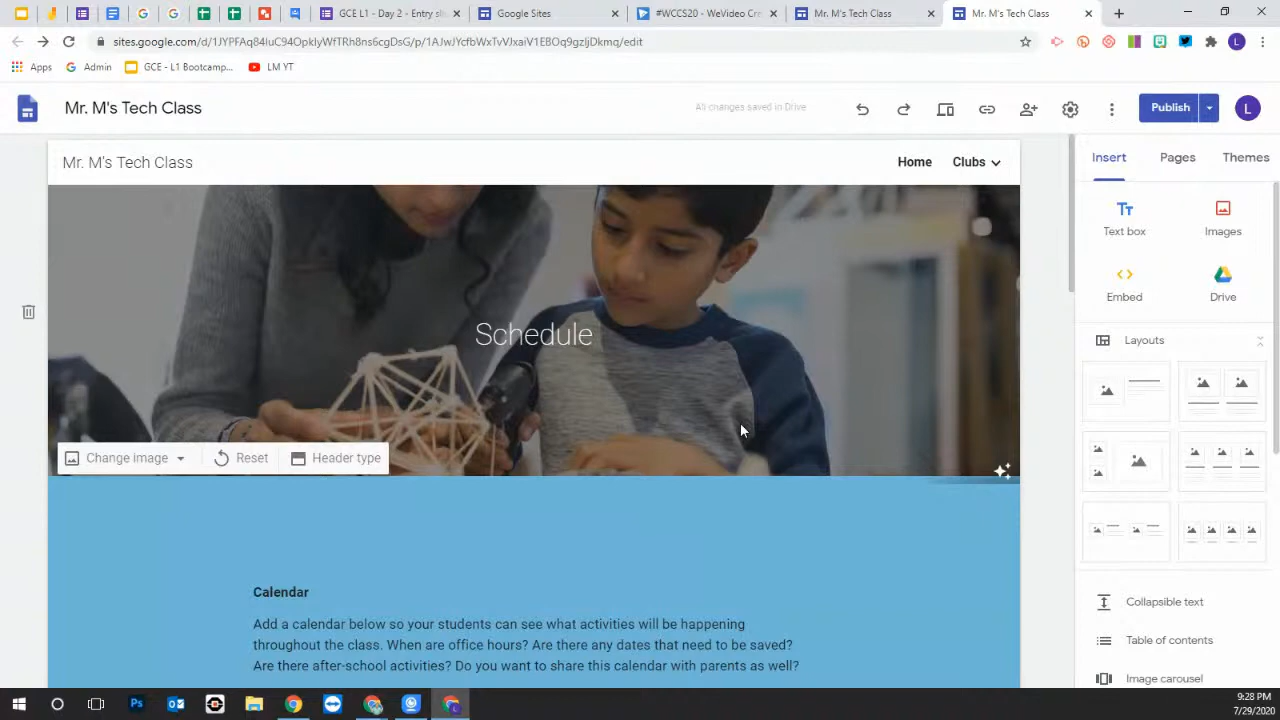 GCE L1 - Day 2 - Entry sli
Google Sites
#WCCS20 - WeVideo Cre
Mr. M's Tech Class
Mr. M's Tech Class
sites.google.com/d/1JYPFAq84IuC94OpkIyWfTRh8ns6cgDsG/p/1AJwJYcfbWxTvVJxaiV1EBOq9gzIjDkmq/edit
Apps
Admin
GCE - L1 Bootcamp...
LM YT
Mr. M's Tech Class
All changes saved in Drive
Publish
L
Mr. M's Tech Class
Home
Clubs
Insert
Pages
Themes
Text box
Images
Embed
Drive
Schedule
Layouts
Change image
Reset
Header type
Calendar
Add a calendar below so your students can see what activities will be happening
throughout the class. When are office hours? Are there any dates that need to be saved?
Are there after-school activities? Do you want to share this calendar with parents as well?
Collapsible text
Table of contents
Image carousel
9:28 PM
7/29/2020